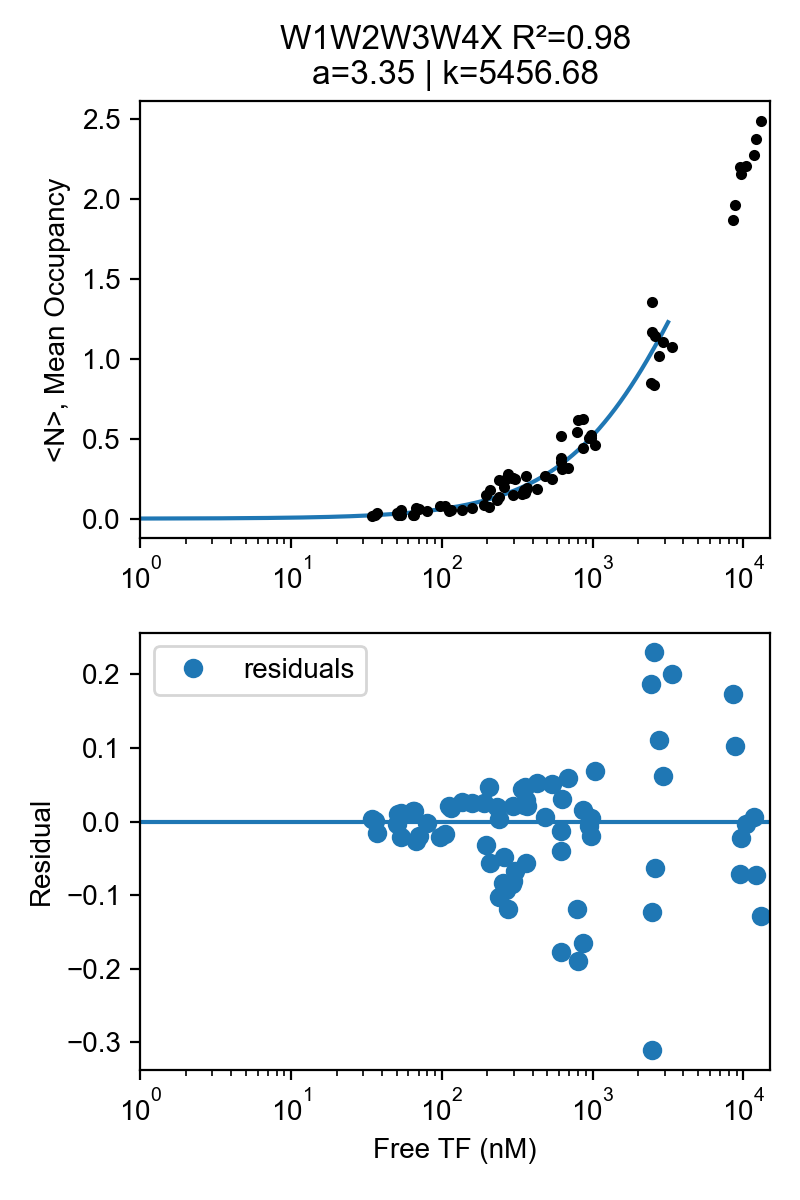 W1W2W3W4X R²=0.98
a=3.35 | k=5456.68
<N>, Mean Occupancy
2.5
2.0
1.5
1.0
0.5
0.0
10⁰ 10¹ 10² 10³ 10⁴
residuals
Residual
0.2
0.1
0.0
−0.1
−0.2
−0.3
10⁰ 10¹ 10² 10³ 10⁴
Free TF (nM)